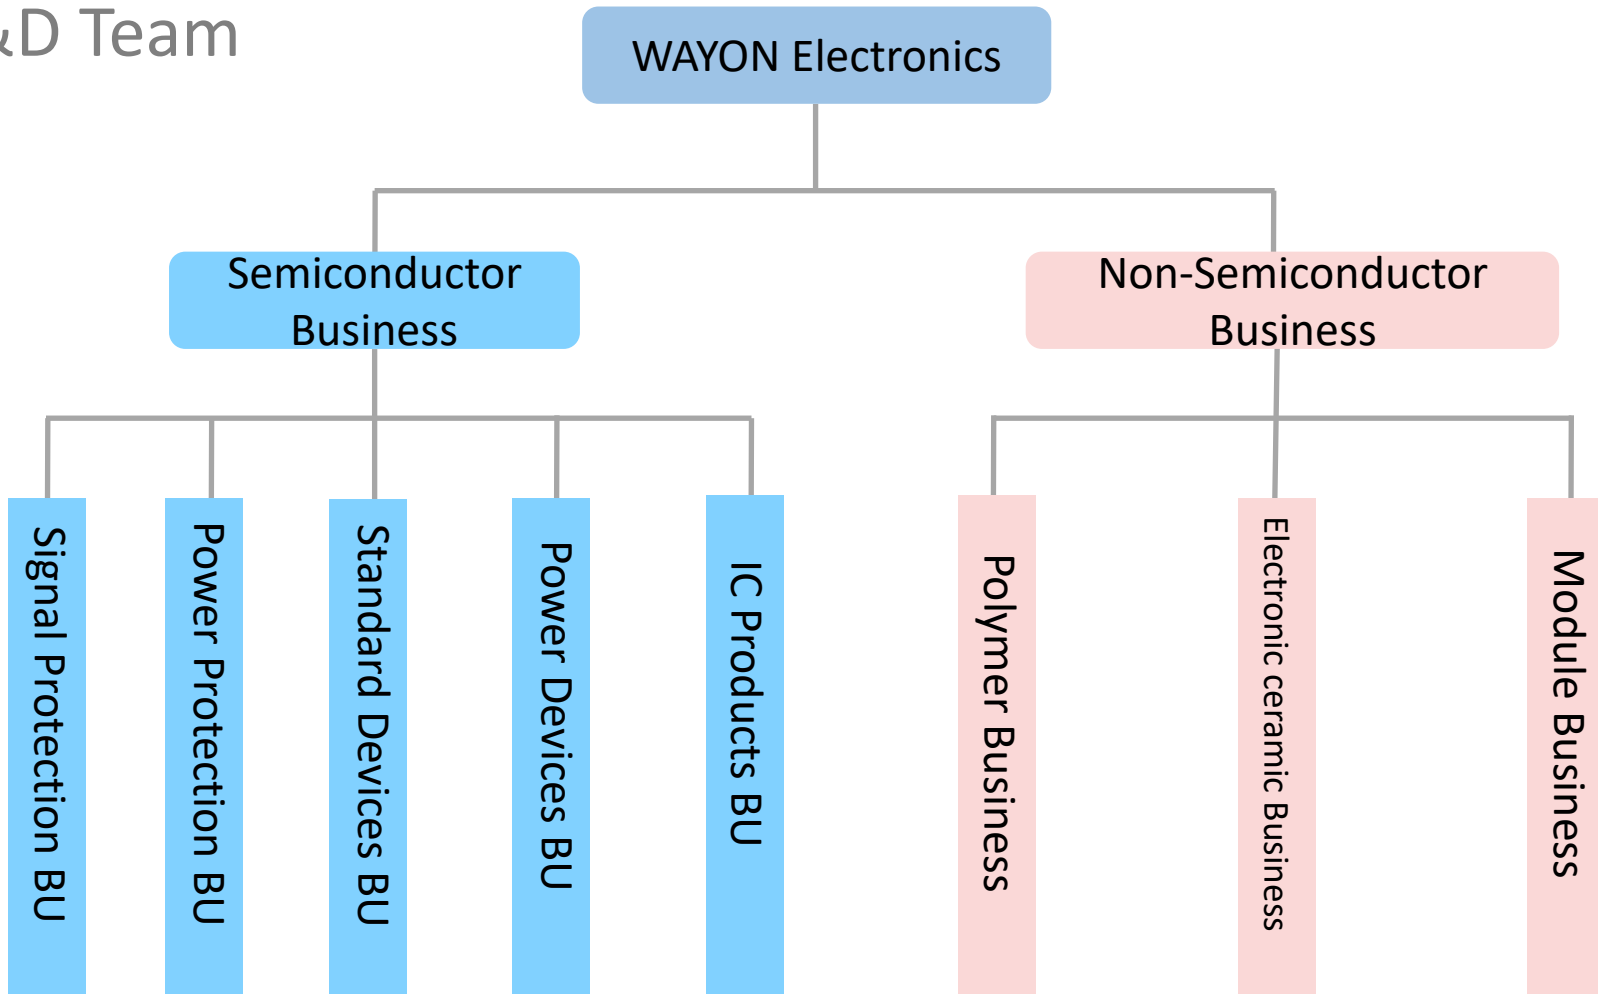 &D Team
WAYON Electronics
Semiconductor
Business
Non-Semiconductor
Business
Signal Protection BU
Power Protection BU
Standard Devices BU
Power Devices BU
IC Products BU
Polymer Business
Electronic ceramic Business
Module Business